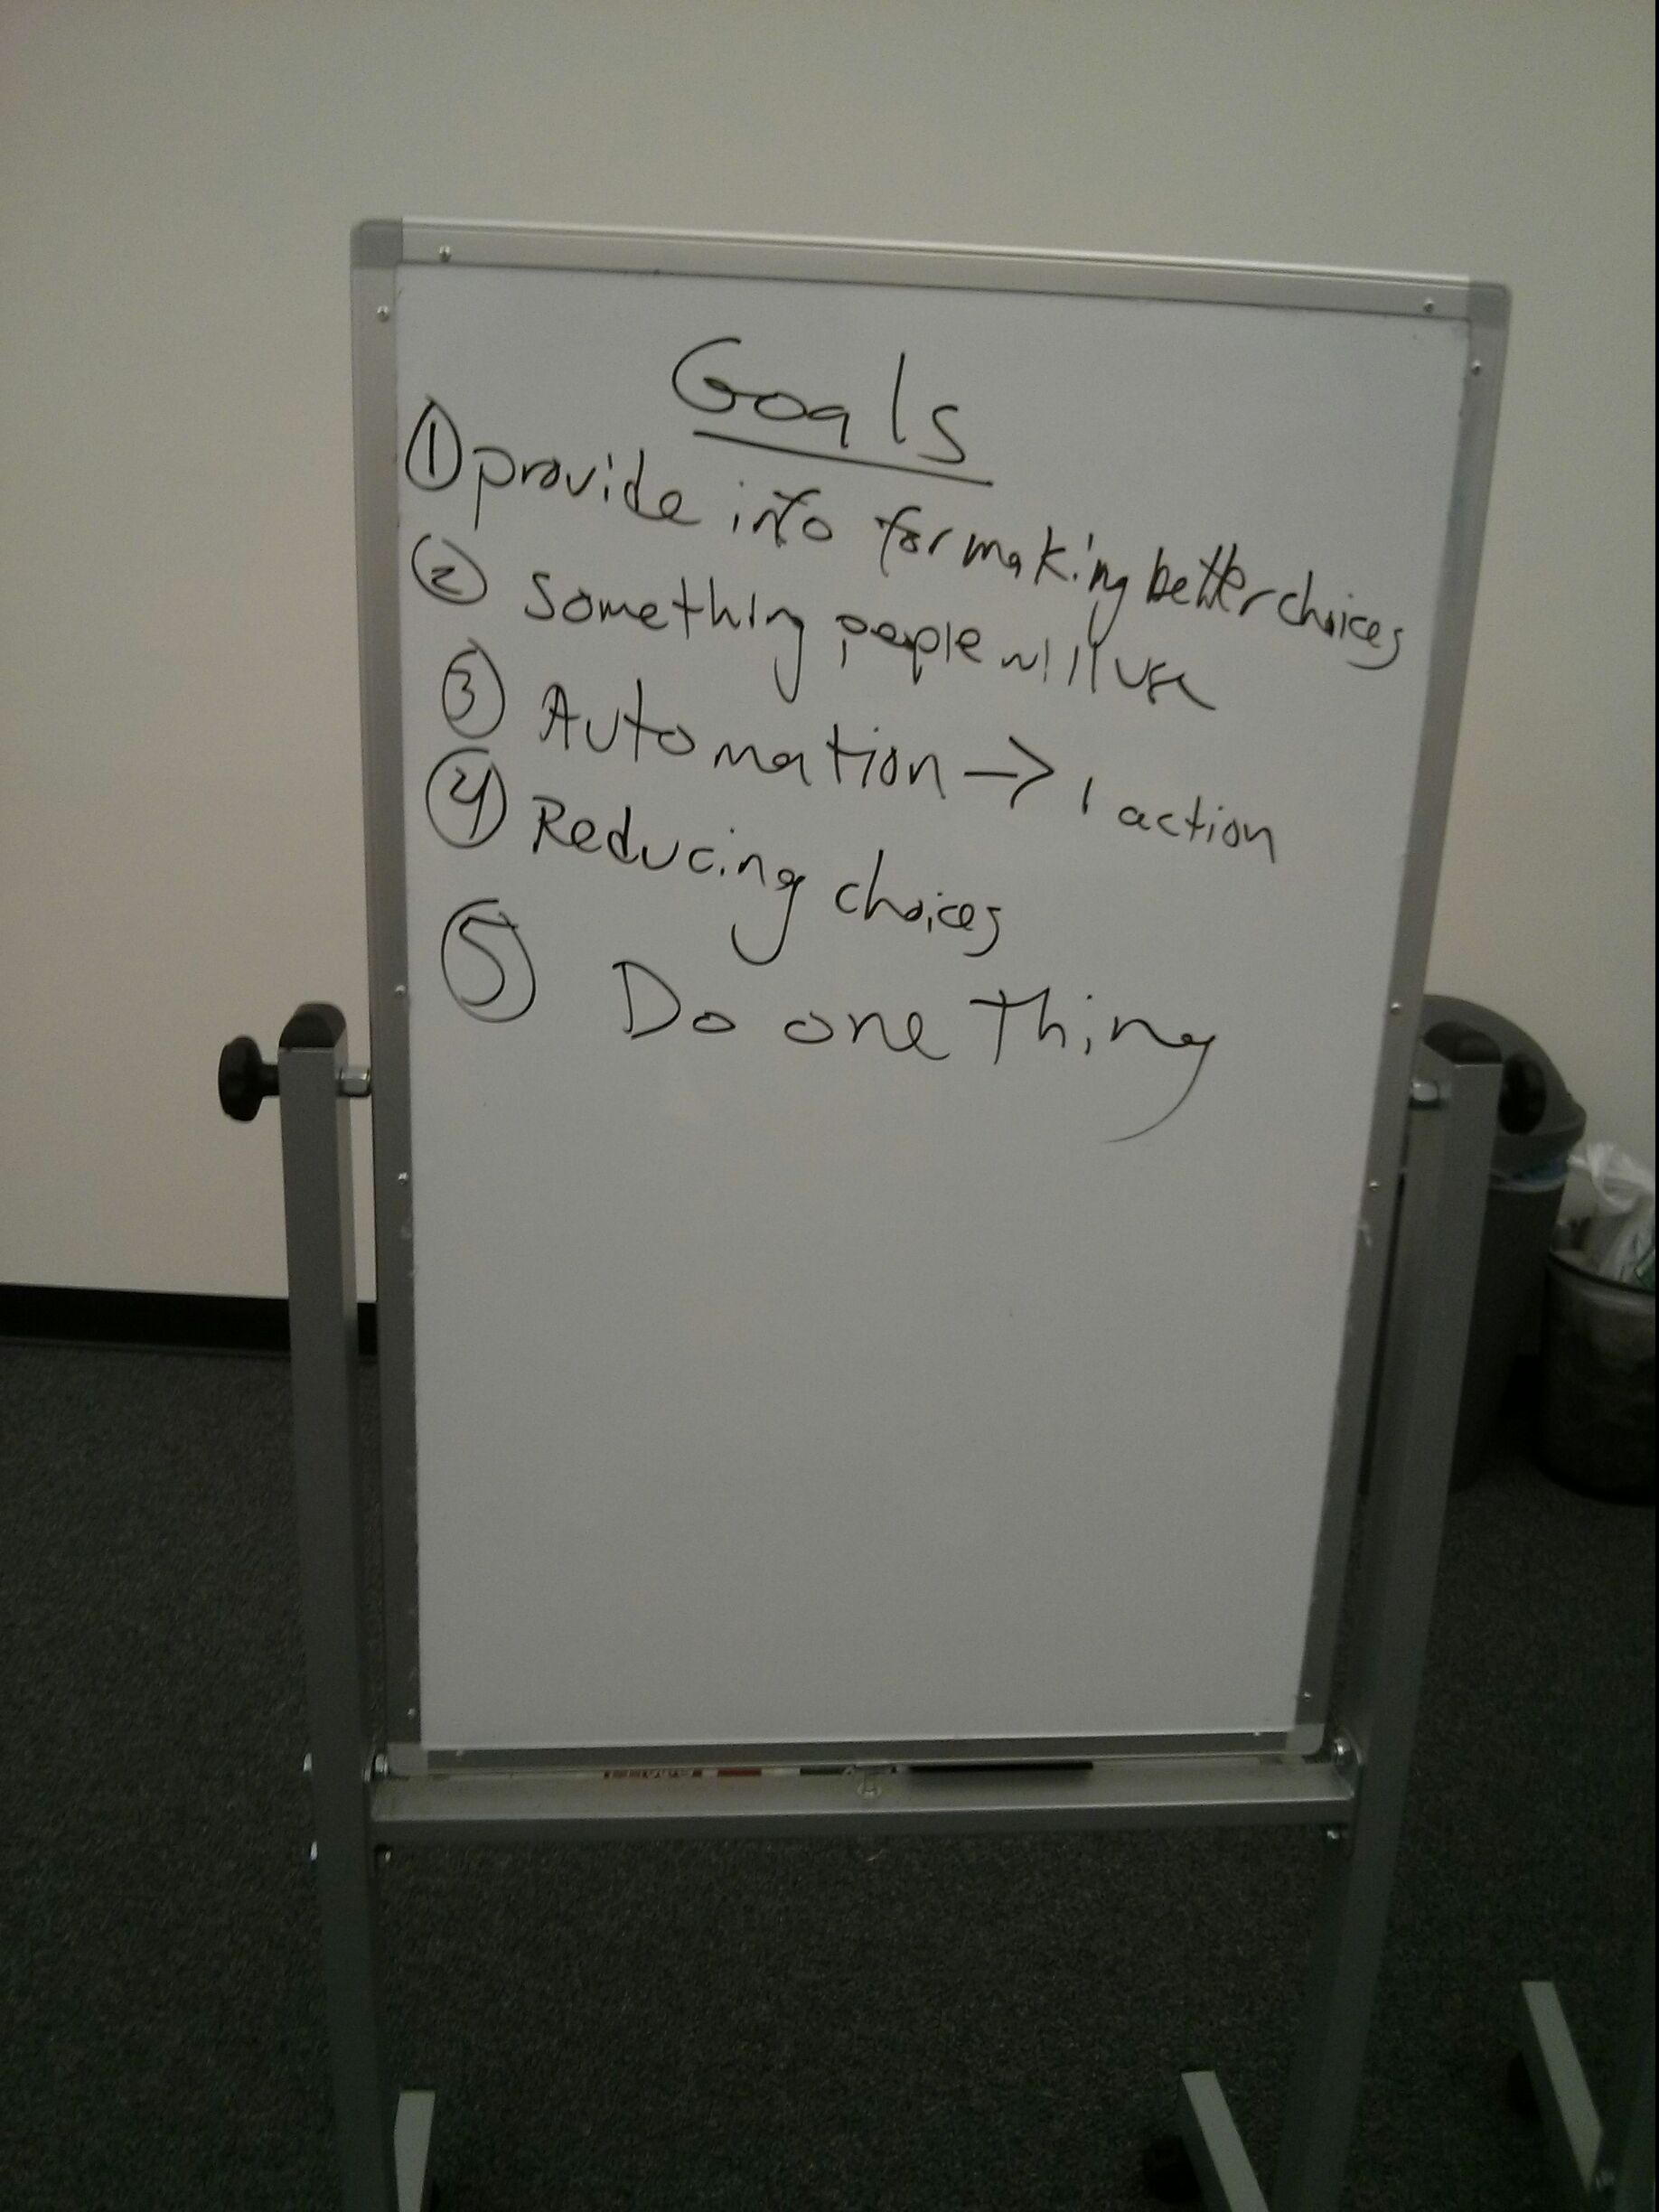 Goals
① provide info for making better choices
② Something people will use
③ Automation → 1 action
④ Reducing choices
⑤ Do one thing